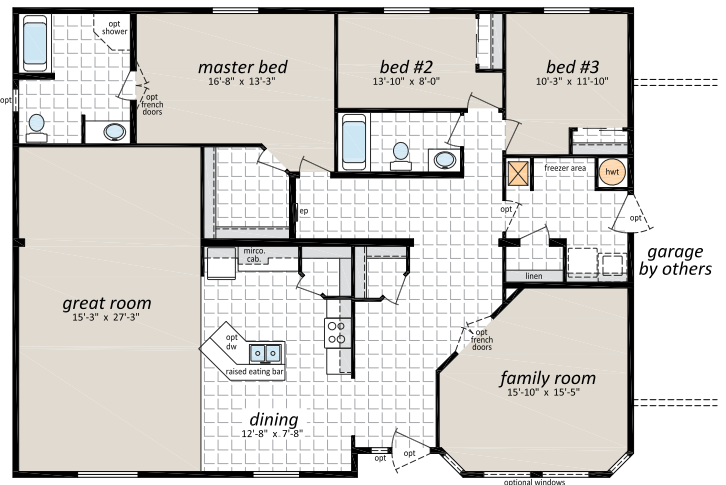 opt
shower
master bed
16'-8" x 13'-3"
bed #2
13'-10" x 8'-0"
bed #3
10'-3" x 11'-10"
opt
opt
french
doors
freezer area
hwt
ep
opt
opt
garage
by others
mirco.
cab.
linen
great room
15'-3" x 27'-3"
opt
dw
raised eating bar
opt
french
doors
family room
15'-10" x 15'-5"
dining
12'-8" x 7'-8"
opt
opt
optional windows